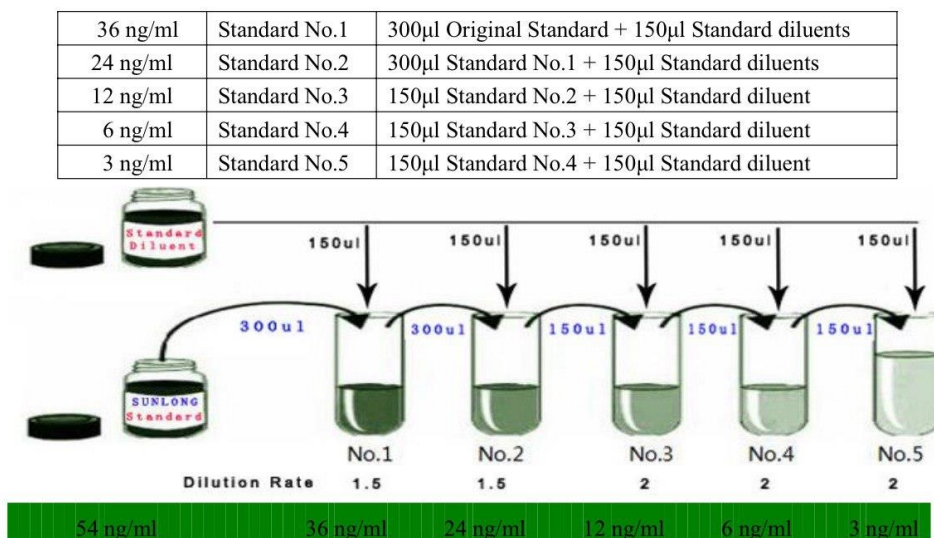 36 ng/ml Standard No.1 300μl Original Standard + 150μl Standard diluents
24 ng/ml Standard No.2 300μl Standard No.1 + 150μl Standard diluents
12 ng/ml Standard No.3 150μl Standard No.2 + 150μl Standard diluent
6 ng/ml Standard No.4 150μl Standard No.3 + 150μl Standard diluent
3 ng/ml Standard No.5 150μl Standard No.4 + 150μl Standard diluent
Standard
Diluent
150ul 150ul 150ul 150ul 150ul
300ul 300ul 150ul 150ul 150ul
SUNLONG
Standard
No.1 No.2 No.3 No.4 No.5
Dilution Rate 1.5 1.5 2 2 2
54 ng/ml 36 ng/ml 24 ng/ml 12 ng/ml 6 ng/ml 3 ng/ml